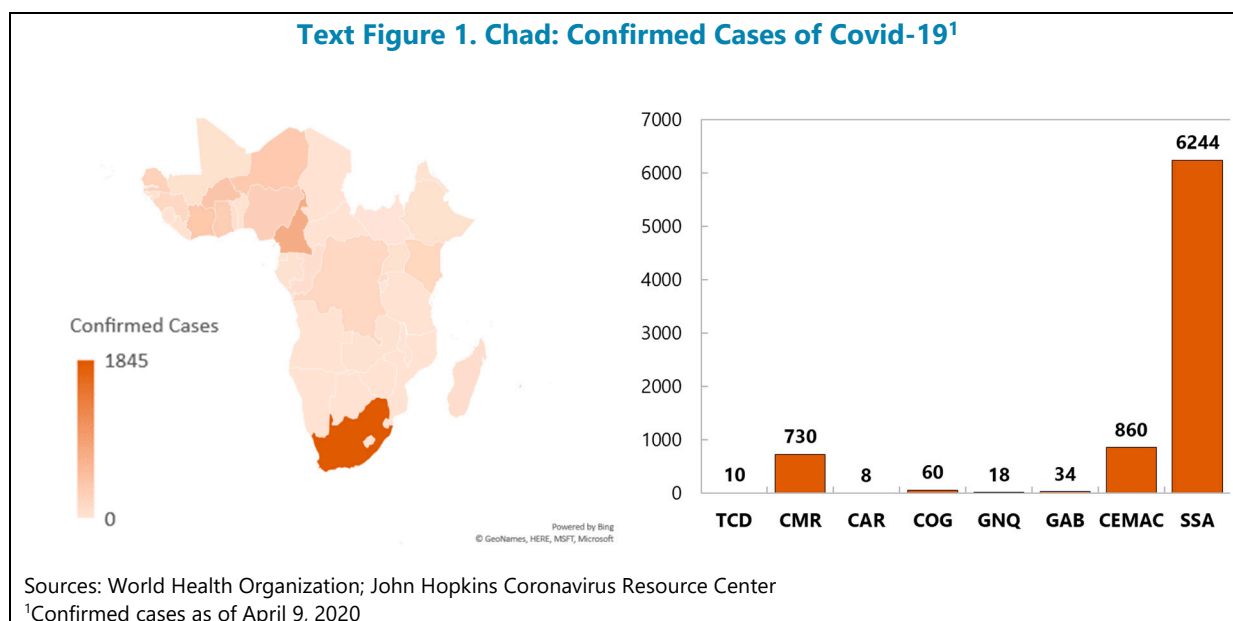 Text Figure 1. Chad: Confirmed Cases of Covid-19¹
Confirmed Cases
1845
0
Powered by Bing
© GeoNames, HERE, MSFT, Microsoft
7000
6000
5000
4000
3000
2000
1000
0
10
730
8
60
18
34
860
6244
TCD CMR CAR COG GNQ GAB CEMAC SSA
Sources: World Health Organization; John Hopkins Coronavirus Resource Center
¹Confirmed cases as of April 9, 2020